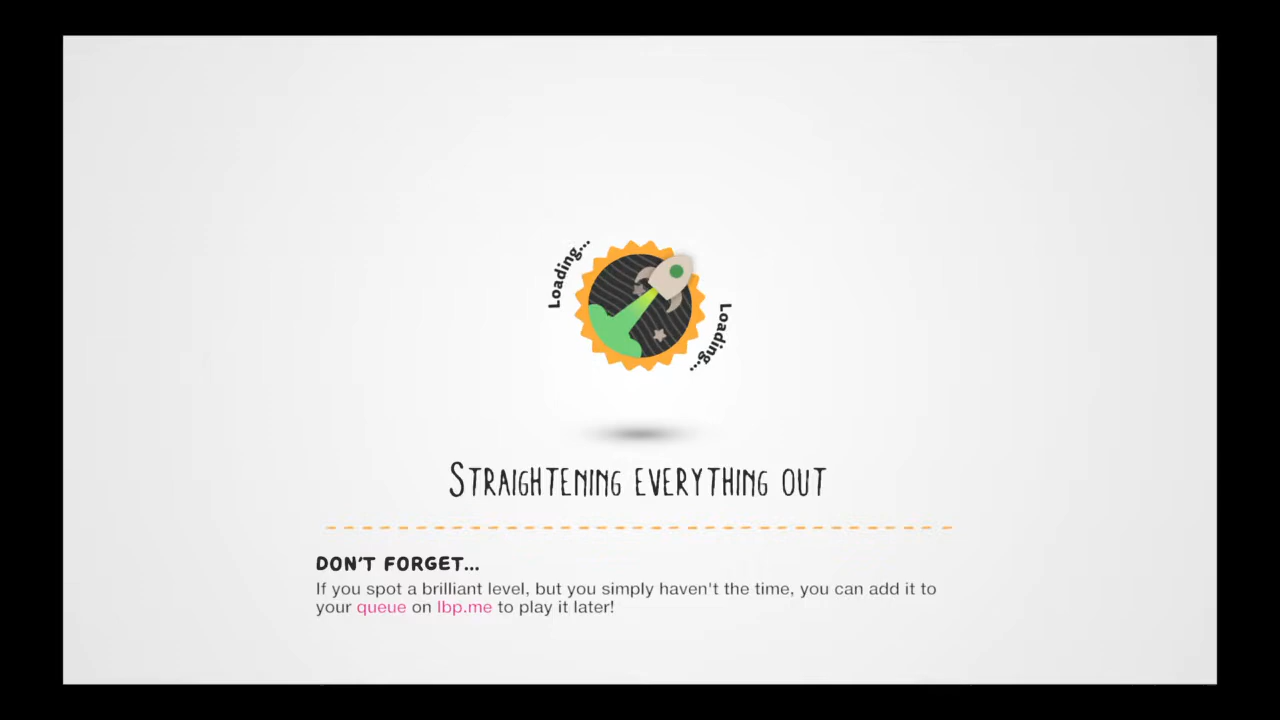 Loading...
Loading...
STRAIGHTENING EVERYTHING OUT
DON'T FORGET...
If you spot a brilliant level, but you simply haven't the time, you can add it to
your queue on lbp.me to play it later!